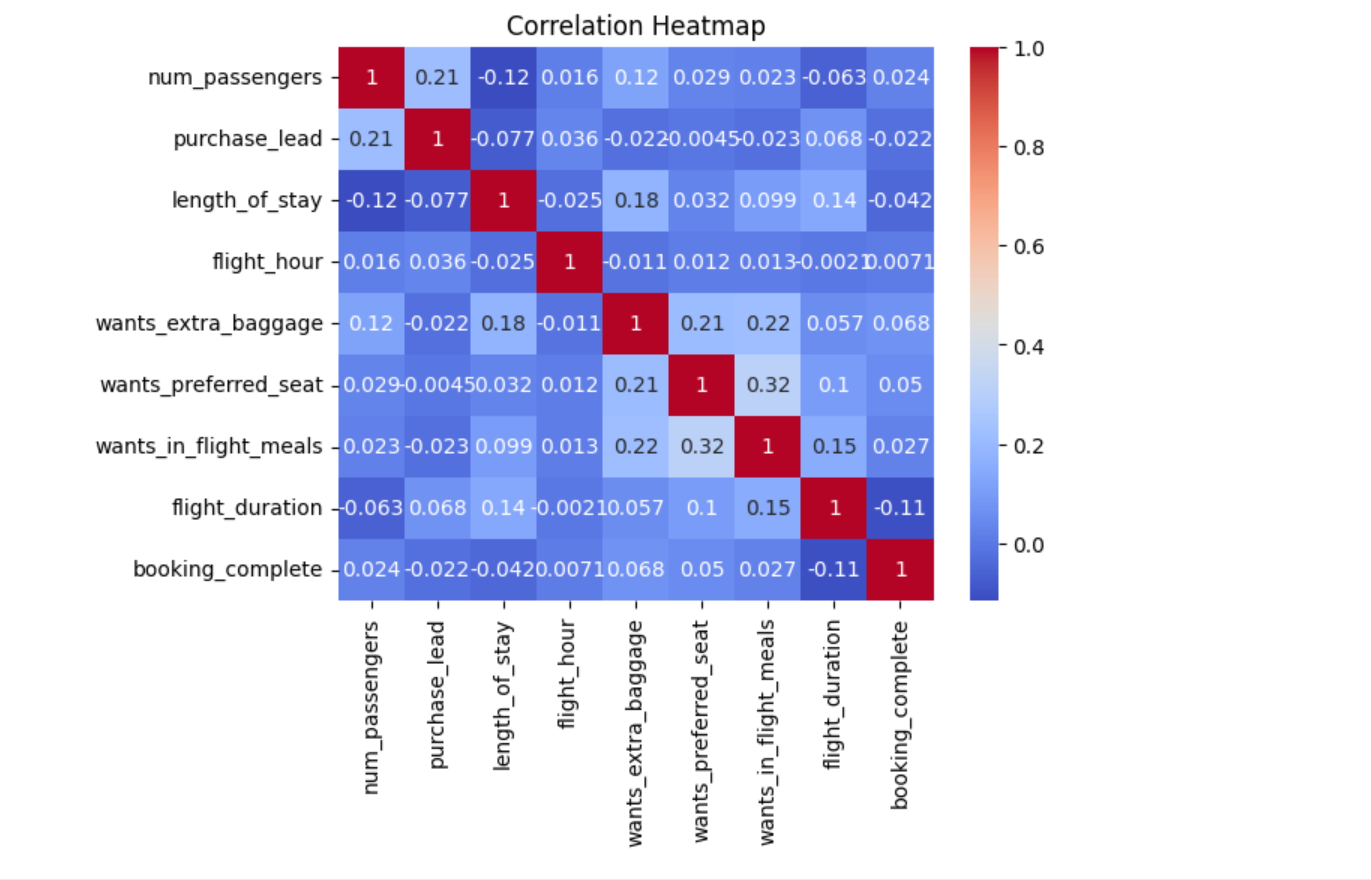 Correlation Heatmap
num_passengers 1 0.21 -0.12 0.016 0.12 0.029 0.023 -0.063 0.024
purchase_lead 0.21 1 -0.077 0.036 -0.022 -0.0045 -0.023 0.068 -0.022
length_of_stay -0.12 -0.077 1 -0.025 0.18 0.032 0.099 0.14 -0.042
flight_hour 0.016 0.036 -0.025 1 -0.011 0.012 0.013 -0.0021 0.0071
wants_extra_baggage 0.12 -0.022 0.18 -0.011 1 0.21 0.22 0.057 0.068
wants_preferred_seat 0.029 -0.0045 0.032 0.012 0.21 1 0.32 0.1 0.05
wants_in_flight_meals 0.023 -0.023 0.099 0.013 0.22 0.32 1 0.15 0.027
flight_duration -0.063 0.068 0.14 -0.0021 0.057 0.1 0.15 1 -0.11
booking_complete 0.024 -0.022 -0.042 0.0071 0.068 0.05 0.027 -0.11 1
num_passengers
purchase_lead
length_of_stay
flight_hour
wants_extra_baggage
wants_preferred_seat
wants_in_flight_meals
flight_duration
booking_complete
1.0
0.8
0.6
0.4
0.2
0.0